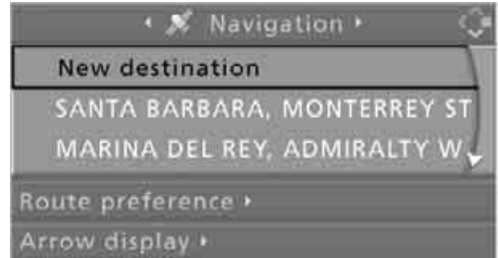 Navigation
New destination
SANTA BARBARA, MONTERREY ST
MARINA DEL REY, ADMIRALTY W
Route preference
Arrow display